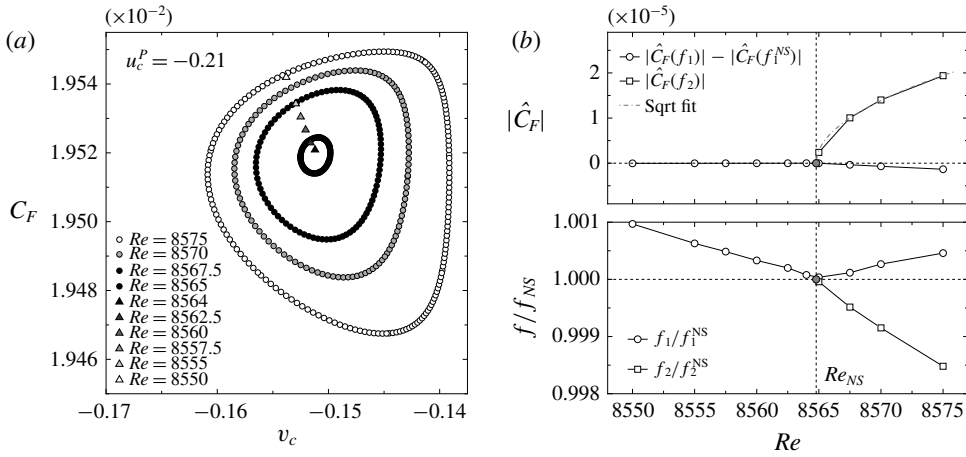 (a)
(×10⁻²)
u_c^P = −0.21
1.954
1.952
1.950
1.948
1.946
C_F
Re = 8575
Re = 8570
Re = 8567.5
Re = 8565
Re = 8564
Re = 8562.5
Re = 8560
Re = 8557.5
Re = 8555
Re = 8550
−0.17
−0.16
−0.15
−0.14
v_c
(b)
(×10⁻⁵)
|Ĉ_F(f₁)| − |Ĉ_F(f₁^NS)|
|Ĉ_F(f₂)|
Sqrt fit
2
1
0
|Ĉ_F|
1.001
1.000
0.999
0.998
f/f_NS
f₁/f₁^NS
f₂/f₂^NS
Re_NS
8550
8555
8560
8565
8570
8575
Re